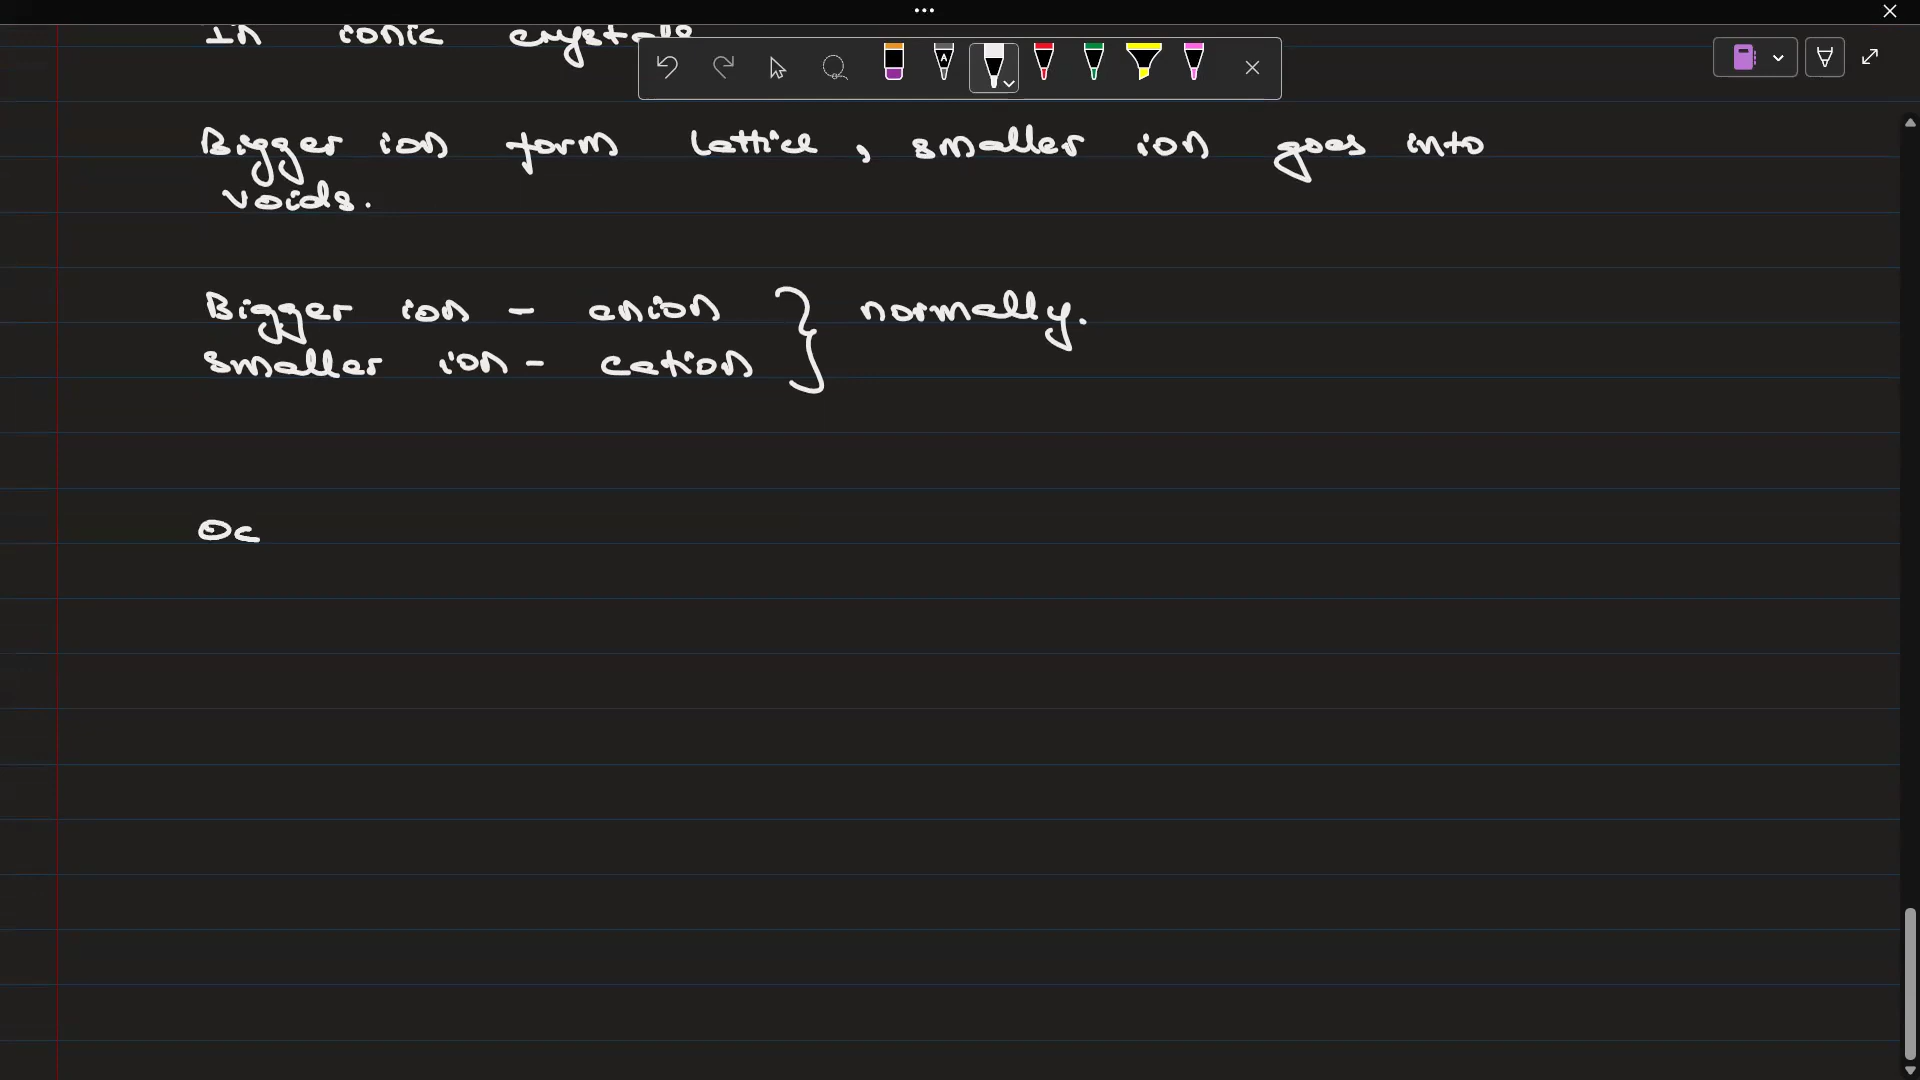 In ionic crystals
Bigger ion form lattice, smaller ion goes into
voids.
Bigger ion - anion } normally.
smaller ion - cation
Oc